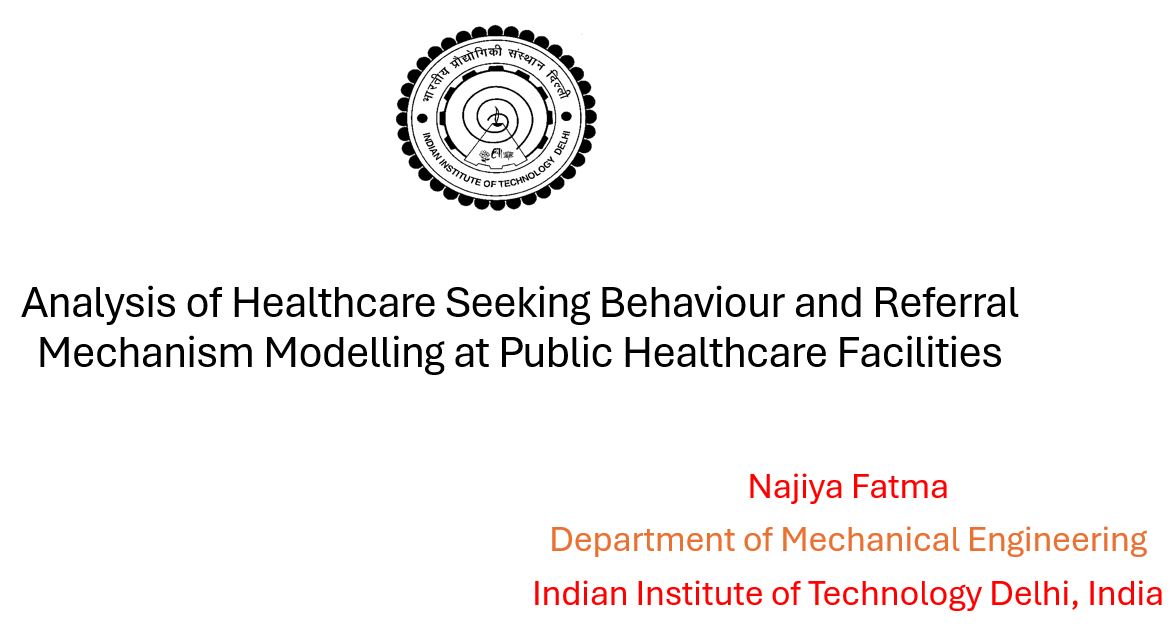 भारतीय प्रौद्योगिकी संस्थान दिल्ली
INDIAN INSTITUTE OF TECHNOLOGY DELHI
Analysis of Healthcare Seeking Behaviour and Referral
Mechanism Modelling at Public Healthcare Facilities
Najiya Fatma
Department of Mechanical Engineering
Indian Institute of Technology Delhi, India